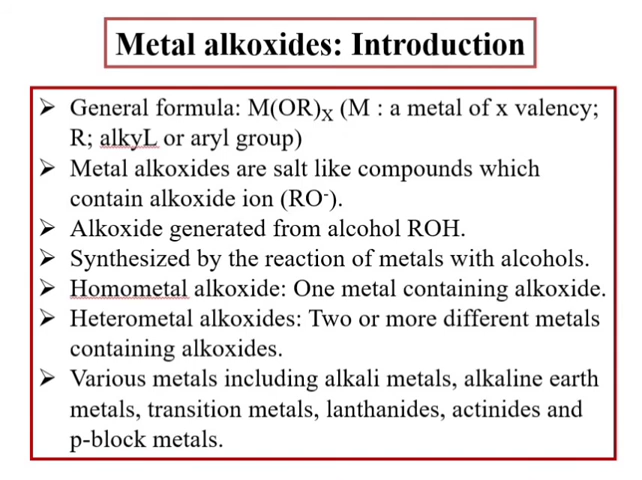 Metal alkoxides: Introduction
➢ General formula: M(OR)X (M : a metal of x valency;
R; alkyL or aryl group)
➢ Metal alkoxides are salt like compounds which
contain alkoxide ion (RO-).
➢ Alkoxide generated from alcohol ROH.
➢ Synthesized by the reaction of metals with alcohols.
➢ Homometal alkoxide: One metal containing alkoxide.
➢ Heterometal alkoxides: Two or more different metals
containing alkoxides.
➢ Various metals including alkali metals, alkaline earth
metals, transition metals, lanthanides, actinides and
p-block metals.